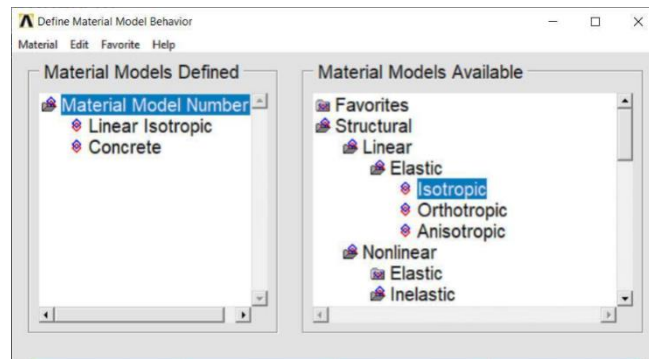 Define Material Model Behavior
Material Edit Favorite Help
Material Models Defined
Material Model Number
Linear Isotropic
Concrete
Material Models Available
Favorites
Structural
Linear
Elastic
Isotropic
Orthotropic
Anisotropic
Nonlinear
Elastic
Inelastic